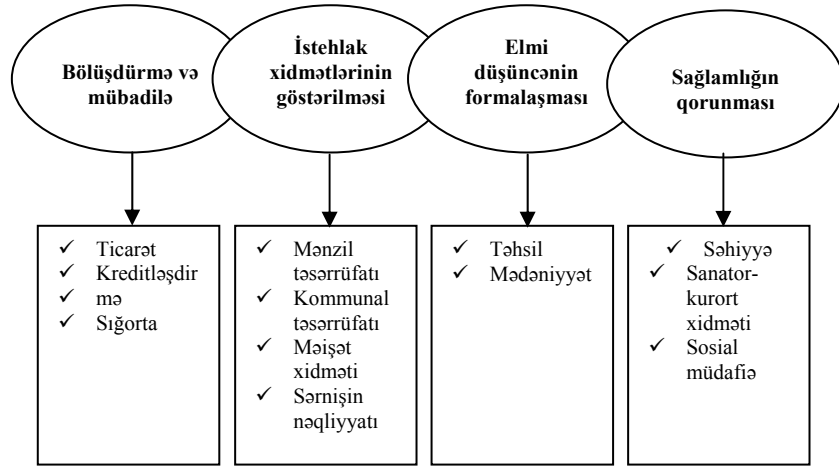 Bölüşdürmə və
mübadilə
İstehlak
xidmətlərinin
göstərilməsi
Elmi
düşüncənin
formalaşması
Sağlamlığın
qorunması
✓ Ticarət
✓ Kreditləşdir
✓ mə
✓ Sığorta
✓ Mənzil
təsərrüfatı
✓ Kommunal
təsərrüfatı
✓ Məişət
xidməti
✓ Sərnişin
nəqliyyatı
✓ Təhsil
✓ Mədəniyyət
✓ Səhiyyə
✓ Sanator-
kurort
xidməti
✓ Sosial
müdafiə